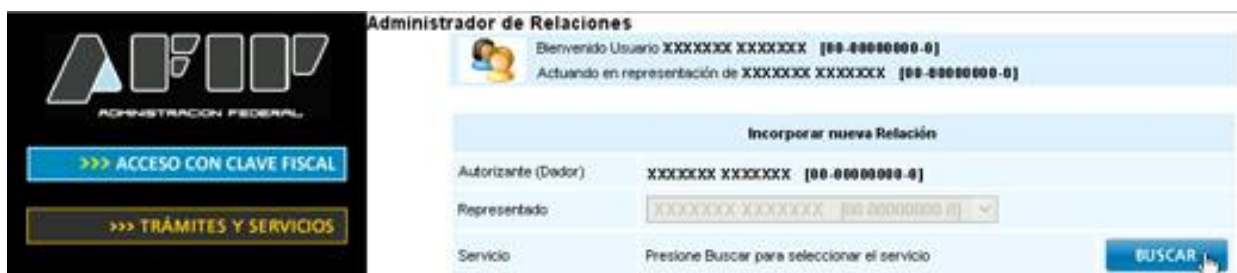 Administrador de Relaciones
AFIP
ADMINISTRACION FEDERAL
>>> ACCESO CON CLAVE FISCAL
>>> TRÁMITES Y SERVICIOS
Bienvenido Usuario XXXXXXX XXXXXXX [00-00000000-0]
Actuando en representación de XXXXXXX XXXXXXX [00-00000000-0]
Incorporar nueva Relación
Autorizante (Dador) XXXXXXX XXXXXXX [00-00000000-0]
Representado XXXXXXX XXXXXXX [00-00000000-0]
Servicio Presione Buscar para seleccionar el servicio BUSCAR